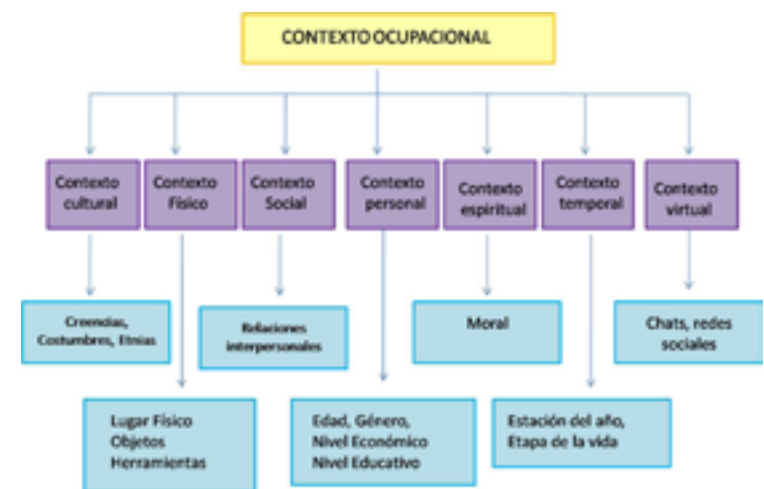 CONTEXTO OCUPACIONAL
Contexto
cultural
Contexto
Físico
Contexto
Social
Contexto
personal
Contexto
espiritual
Contexto
temporal
Contexto
virtual
Creencias,
Costumbres, Etnias
Relaciones
interpersonales
Moral
Chats, redes
sociales
Lugar Físico
Objetos
Herramientas
Edad, Género,
Nivel Económico
Nivel Educativo
Estación del año,
Etapa de la vida